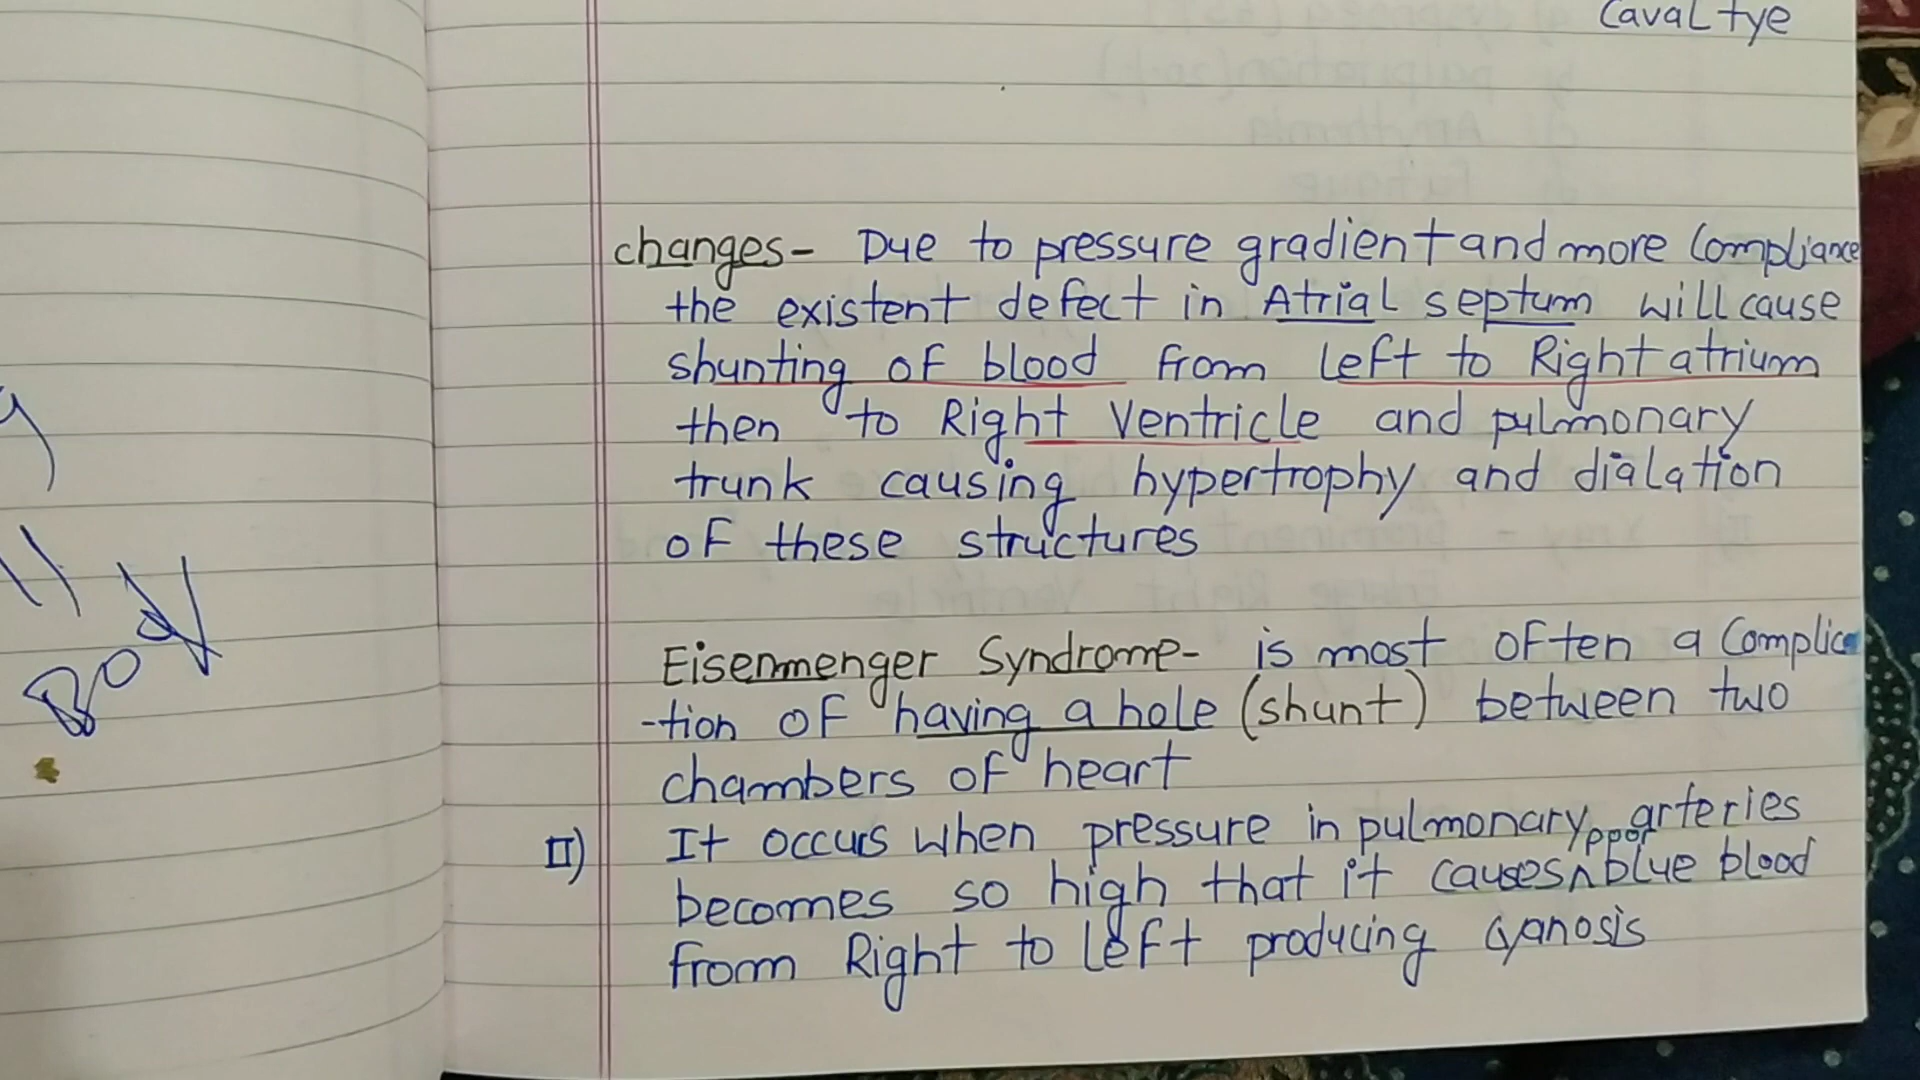 Caval tye
changes- Due to pressure gradient and more compliance
the existent defect in Atrial septum will cause
shunting of blood from left to Right atrium
then to Right Ventricle and pulmonary
trunk causing hypertrophy and dialation
of these structures
Eisenmenger Syndrome- is most often a Complica
-tion of having a hole (shunt) between two
chambers of heart
II) It occurs when pressure in pulmonary arteries
poor
becomes so high that it causes ^ blue blood
from Right to left producing cyanosis